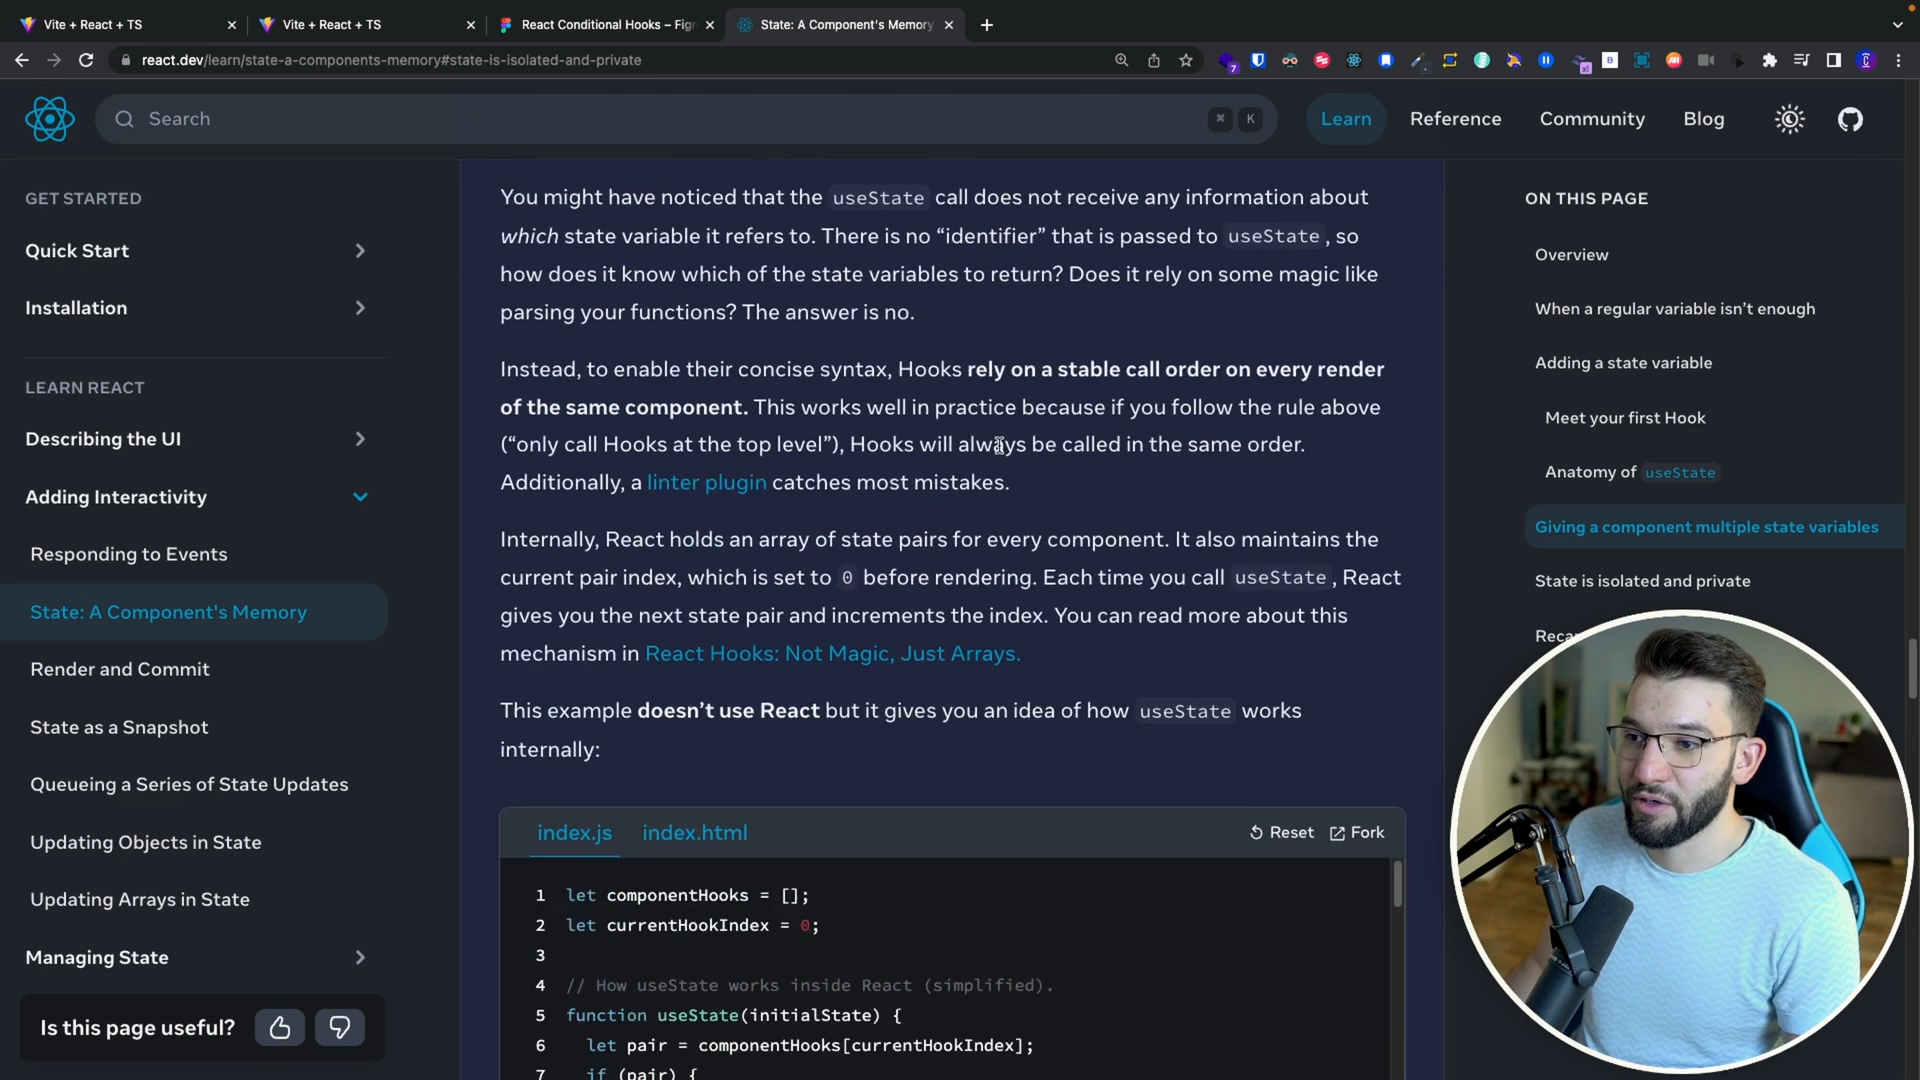 Vite + React + TS
Vite + React + TS
React Conditional Hooks – Fig
State: A Component's Memory
react.dev/learn/state-a-components-memory#state-is-isolated-and-private
Search
⌘ K
Learn
Reference
Community
Blog
GET STARTED
Quick Start
Installation
LEARN REACT
Describing the UI
Adding Interactivity
Responding to Events
State: A Component's Memory
Render and Commit
State as a Snapshot
Queueing a Series of State Updates
Updating Objects in State
Updating Arrays in State
Managing State
Is this page useful?
You might have noticed that the useState call does not receive any information about
which state variable it refers to. There is no “identifier” that is passed to useState, so
how does it know which of the state variables to return? Does it rely on some magic like
parsing your functions? The answer is no.
Instead, to enable their concise syntax, Hooks rely on a stable call order on every render
of the same component. This works well in practice because if you follow the rule above
(“only call Hooks at the top level”), Hooks will always be called in the same order.
Additionally, a linter plugin catches most mistakes.
Internally, React holds an array of state pairs for every component. It also maintains the
current pair index, which is set to 0 before rendering. Each time you call useState, React
gives you the next state pair and increments the index. You can read more about this
mechanism in React Hooks: Not Magic, Just Arrays.
This example doesn’t use React but it gives you an idea of how useState works
internally:
index.js
index.html
Reset
Fork
1 let componentHooks = [];
2 let currentHookIndex = 0;
3
4 // How useState works inside React (simplified).
5 function useState(initialState) {
6 let pair = componentHooks[currentHookIndex];
7 if (pair) {
ON THIS PAGE
Overview
When a regular variable isn’t enough
Adding a state variable
Meet your first Hook
Anatomy of useState
Giving a component multiple state variables
State is isolated and private